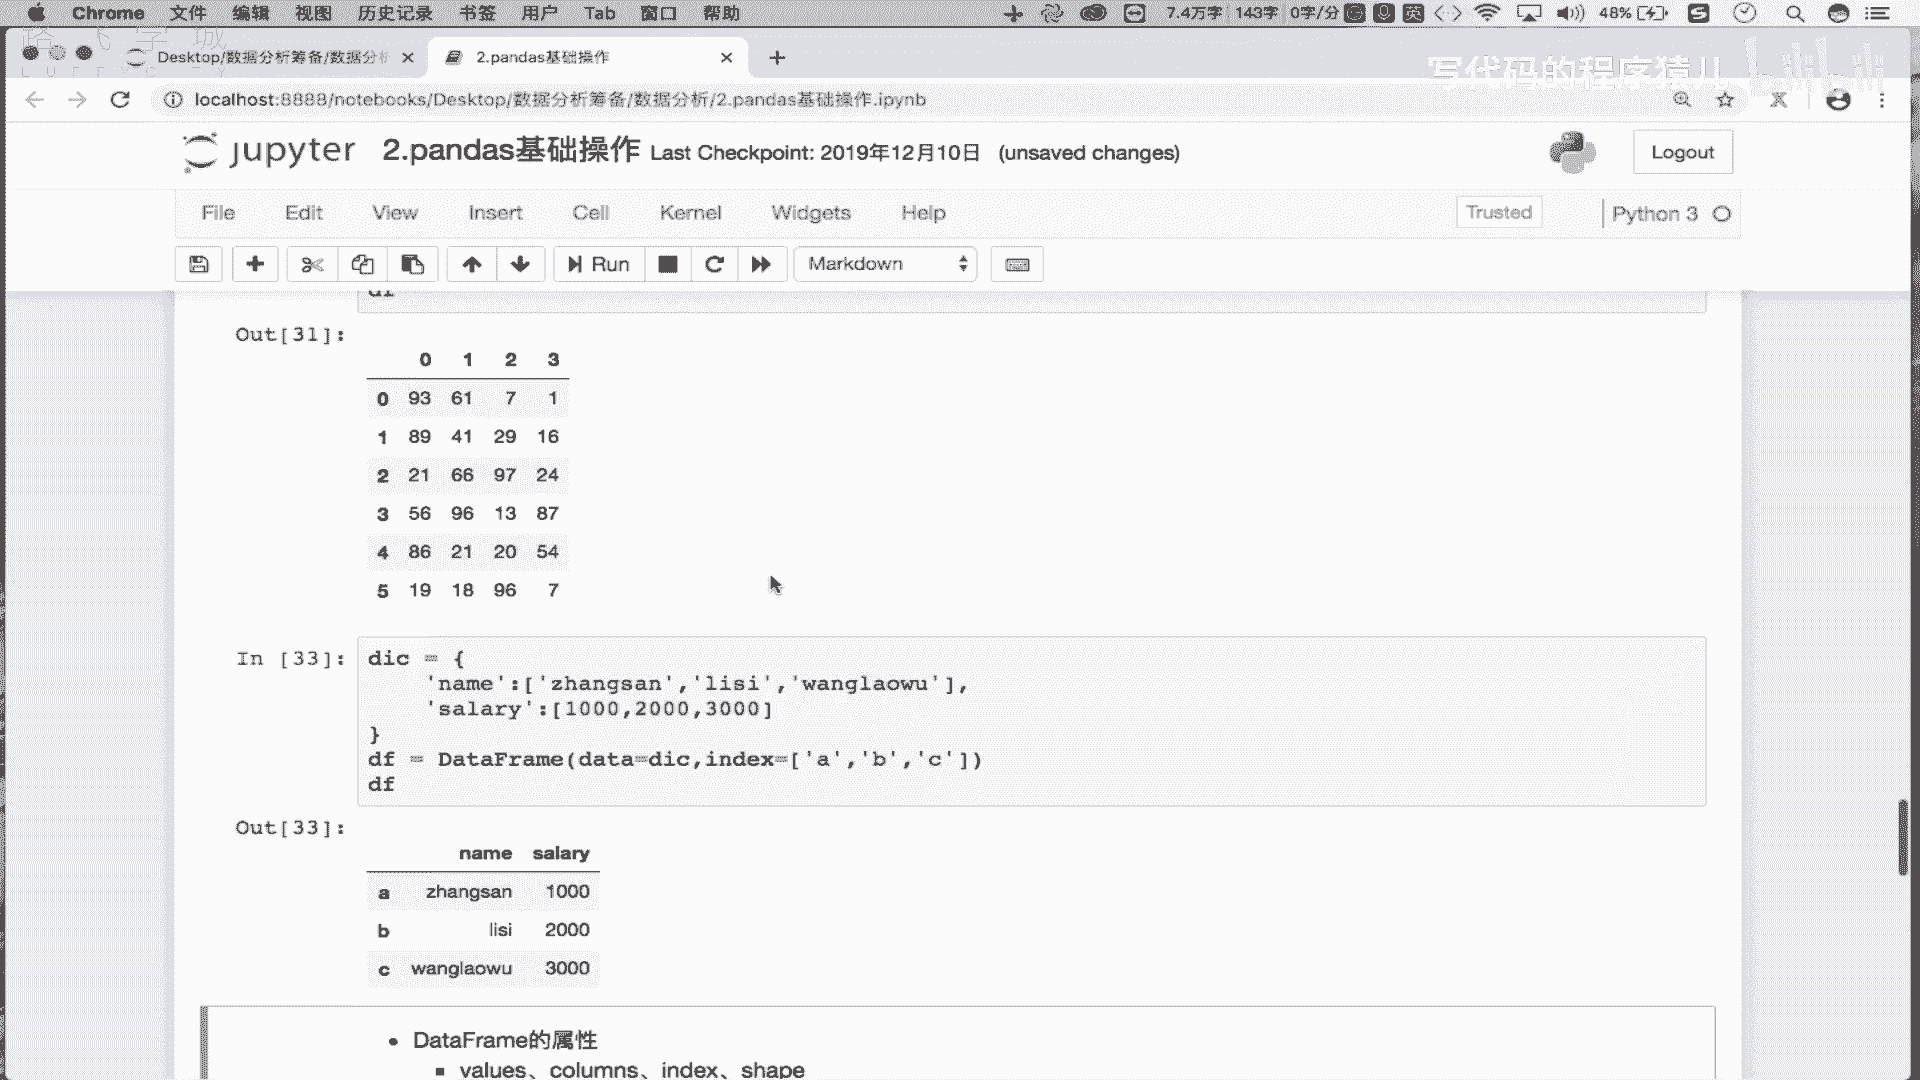 Chrome 文件 编辑 视图 历史记录 书签 用户 Tab 窗口 帮助 7.4万字 143字 0字/分 英 48%
路飞学城
Desktop/数据分析筹备/数据分析 2.pandas基础操作
写代码的程序猿儿 bilibili
localhost:8888/notebooks/Desktop/数据分析筹备/数据分析/2.pandas基础操作.ipynb
jupyter 2.pandas基础操作 Last Checkpoint: 2019年12月10日 (unsaved changes) Logout
File Edit View Insert Cell Kernel Widgets Help Trusted Python 3
Run Markdown
df
Out[31]:
0 1 2 3
0 93 61 7 1
1 89 41 29 16
2 21 66 97 24
3 56 96 13 87
4 86 21 20 54
5 19 18 96 7
In [33]: dic = {
'name':['zhangsan','lisi','wanglaowu'],
'salary':[1000,2000,3000]
}
df = DataFrame(data=dic,index=['a','b','c'])
df
Out[33]:
name salary
a zhangsan 1000
b lisi 2000
c wanglaowu 3000
• DataFrame的属性
▪ values、columns、index、shape